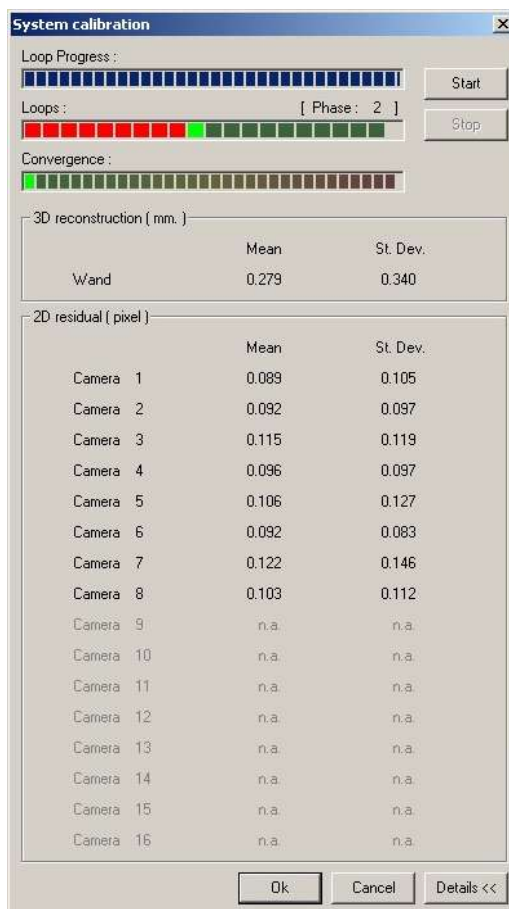 System calibration
Loop Progress :
Start
Loops : [ Phase : 2 ]
Stop
Convergence :
3D reconstruction ( mm. )
Mean St. Dev.
Wand 0.279 0.340
2D residual ( pixel )
Mean St. Dev.
Camera 1 0.089 0.105
Camera 2 0.092 0.097
Camera 3 0.115 0.119
Camera 4 0.096 0.097
Camera 5 0.106 0.127
Camera 6 0.092 0.083
Camera 7 0.122 0.146
Camera 8 0.103 0.112
Camera 9 n.a. n.a.
Camera 10 n.a. n.a.
Camera 11 n.a. n.a.
Camera 12 n.a. n.a.
Camera 13 n.a. n.a.
Camera 14 n.a. n.a.
Camera 15 n.a. n.a.
Camera 16 n.a. n.a.
Ok Cancel Details <<